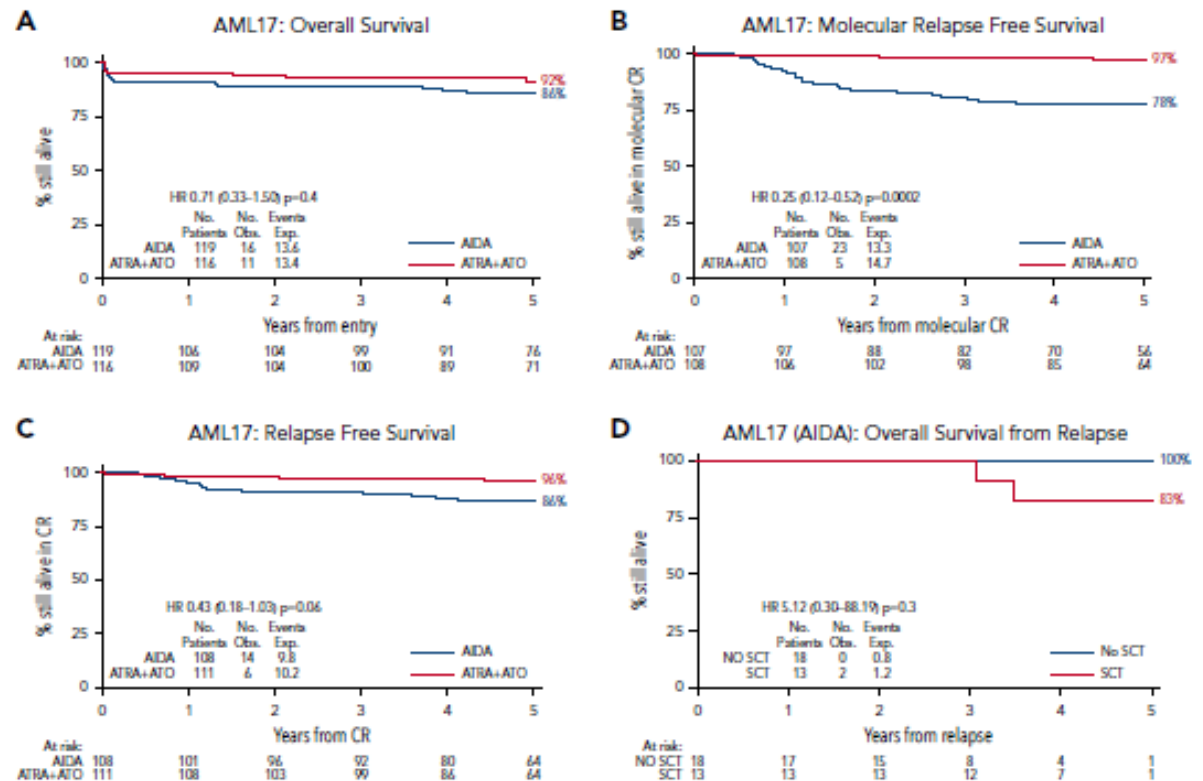 A
AML17: Overall Survival
% still alive
100
75
50
25
0
92%
86%
HR 0.71 (0.33–1.50) p=0.4
No. No. Events
Patients Obs. Exp.
AIDA 119 16 13.6
ATRA+ATO 116 11 13.4
AIDA
ATRA+ATO
0 1 2 3 4 5
Years from entry
At risk:
AIDA 119 106 104 99 91 76
ATRA+ATO 116 109 104 100 89 71
B
AML17: Molecular Relapse Free Survival
% still alive in molecular CR
100
75
50
25
0
97%
78%
HR 0.25 (0.12–0.52) p=0.0002
No. No. Events
Patients Obs. Exp.
AIDA 107 23 13.3
ATRA+ATO 108 5 14.7
AIDA
ATRA+ATO
0 1 2 3 4 5
Years from molecular CR
At risk:
AIDA 107 97 88 82 70 56
ATRA+ATO 108 106 102 98 85 64
C
AML17: Relapse Free Survival
% still alive in CR
100
75
50
25
0
96%
86%
HR 0.43 (0.18–1.03) p=0.06
No. No. Events
Patients Obs. Exp.
AIDA 108 14 9.8
ATRA+ATO 111 6 10.2
AIDA
ATRA+ATO
0 1 2 3 4 5
Years from CR
At risk:
AIDA 108 101 96 92 80 64
ATRA+ATO 111 108 103 99 86 64
D
AML17 (AIDA): Overall Survival from Relapse
% still alive
100
75
50
25
0
100%
83%
HR 5.12 (0.30–88.19) p=0.3
No. No. Events
Patients Obs. Exp.
NO SCT 18 0 0.8
SCT 13 2 1.2
No SCT
SCT
0 1 2 3 4 5
Years from relapse
At risk:
NO SCT 18 17 15 8 4 1
SCT 13 13 13 12 7 1